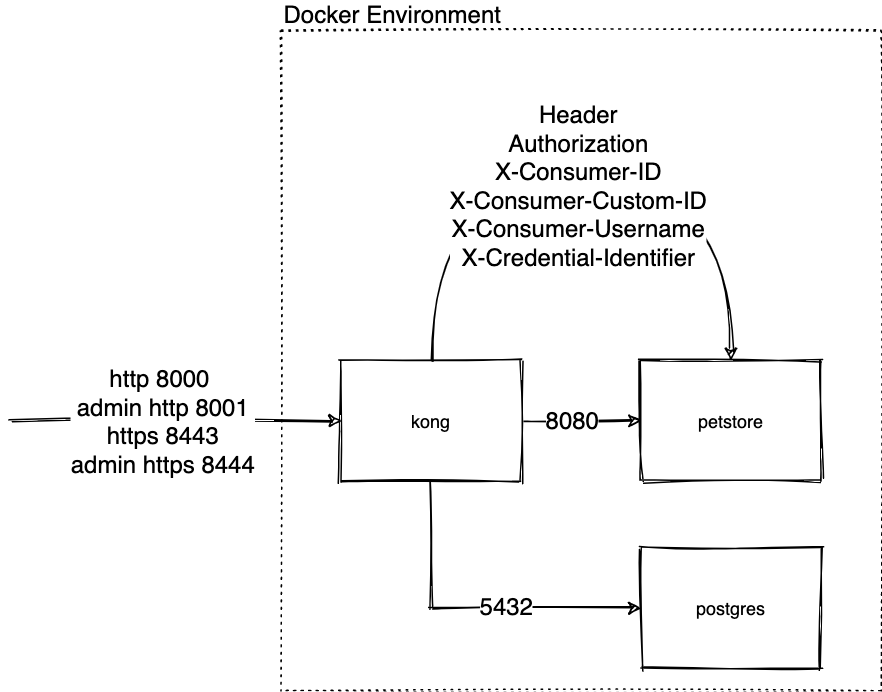 Docker Environment
Header
Authorization
X-Consumer-ID
X-Consumer-Custom-ID
X-Consumer-Username
X-Credential-Identifier
http 8000
admin http 8001
https 8443
admin https 8444
kong
8080
petstore
5432
postgres